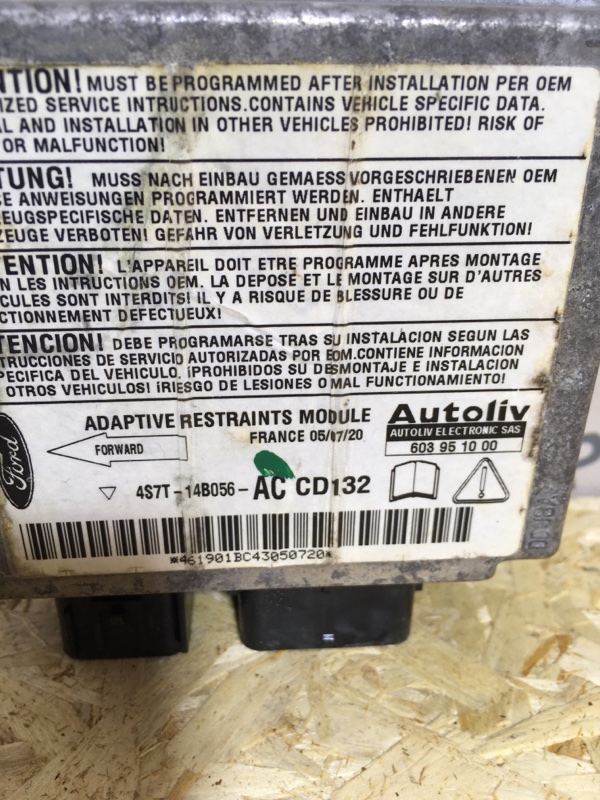 NTION! MUST BE PROGRAMMED AFTER INSTALLATION PER OEM
IZED SERVICE INTRUCTIONS.CONTAINS VEHICLE SPECIFIC DATA.
AL AND INSTALLATION IN OTHER VEHICLES PROHIBITED! RISK OF
OR MALFUNCTION!
TUNG! MUSS NACH EINBAU GEMAESS VORGESCHRIEBENEN OEM
CE ANWEISUNGEN PROGRAMMIERT WERDEN. ENTHAELT
ZEUGSPEZIFISCHE DATEN. ENTFERNEN UND EINBAU IN ANDERE
ZEUGE VERBOTEN! GEFAHR VON VERLETZUNG UND FEHLFUNKTION!
TENTION! L'APPAREIL DOIT ETRE PROGRAMME APRES MONTAGE
N LES INTRUCTIONS OEM. LA DEPOSE ET LE MONTAGE SUR D'AUTRES
ICULES SONT INTERDITS! IL Y A RISQUE DE BLESSURE OU DE
CTIONNEMENT DEFECTUEUX!
TENCION! DEBE PROGRAMARSE TRAS SU INSTALACION SEGUN LAS
TRUCCIONES DE SERVICIO AUTORIZADAS POR EOM.CONTIENE INFORMACION
PECIFICA DEL VEHICULO. ¡PROHIBIDOS SU DESMONTAJE E INSTALACION
OTROS VEHICULOS! ¡RIESGO DE LESIONES O MAL FUNCIONAMIENTO!
ADAPTIVE RESTRAINTS MODULE
FRANCE 05/07/20
Autoliv
AUTOLIV ELECTRONIC SAS
603 95 10 00
Ford
FORWARD
4S7T-14B056-AC CD132
*461901BC43050720*